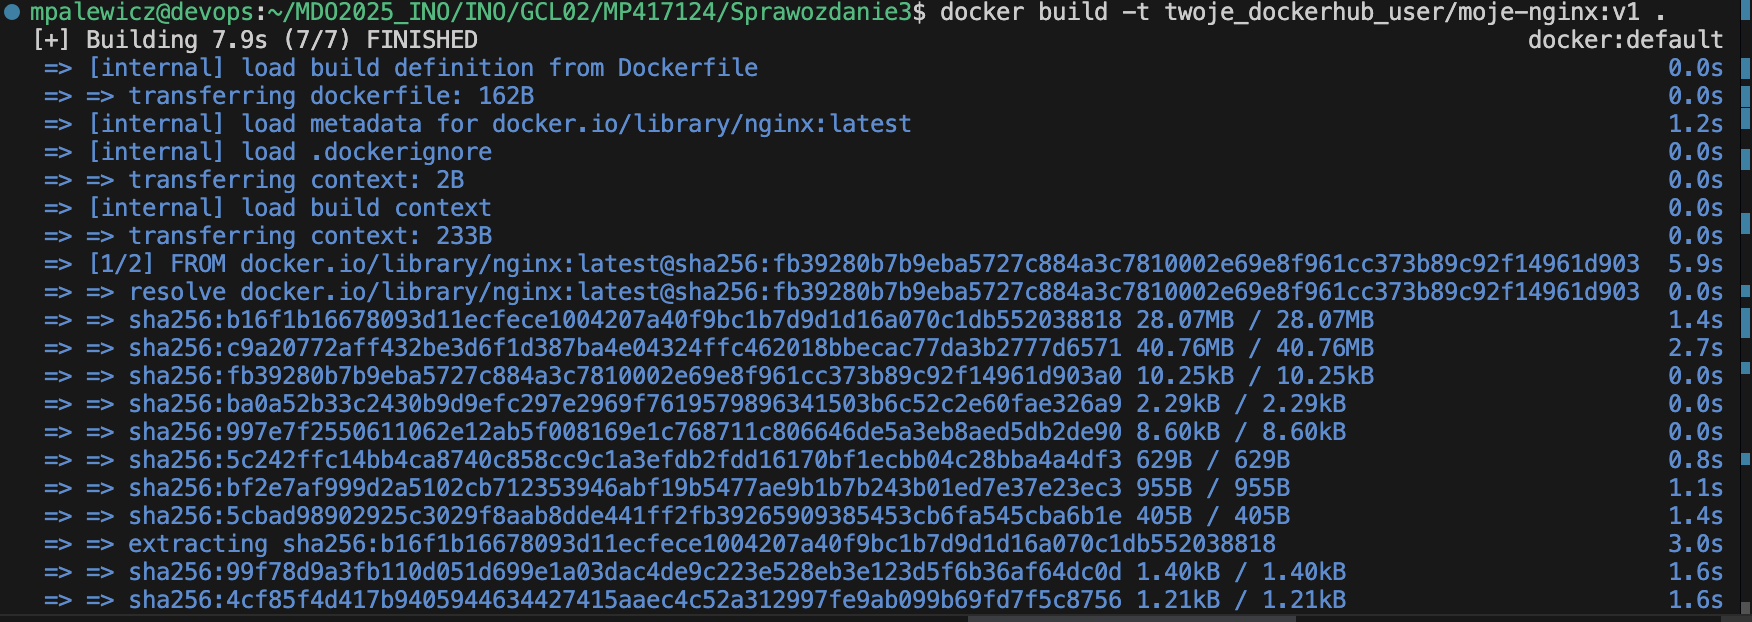 mpalewicz@devops:~/MDO2025_INO/INO/GCL02/MP417124/Sprawozdanie3$ docker build -t twoje_dockerhub_user/moje-nginx:v1 .
[+] Building 7.9s (7/7) FINISHED docker:default
=> [internal] load build definition from Dockerfile 0.0s
=> => transferring dockerfile: 162B 0.0s
=> [internal] load metadata for docker.io/library/nginx:latest 1.2s
=> [internal] load .dockerignore 0.0s
=> => transferring context: 2B 0.0s
=> [internal] load build context 0.0s
=> => transferring context: 233B 0.0s
=> [1/2] FROM docker.io/library/nginx:latest@sha256:fb39280b7b9eba5727c884a3c7810002e69e8f961cc373b89c92f14961d903 5.9s
=> => resolve docker.io/library/nginx:latest@sha256:fb39280b7b9eba5727c884a3c7810002e69e8f961cc373b89c92f14961d903 0.0s
=> => sha256:b16f1b16678093d11ecfece1004207a40f9bc1b7d9d1d16a070c1db552038818 28.07MB / 28.07MB 1.4s
=> => sha256:c9a20772aff432be3d6f1d387ba4e04324ffc462018bbecac77da3b2777d6571 40.76MB / 40.76MB 2.7s
=> => sha256:fb39280b7b9eba5727c884a3c7810002e69e8f961cc373b89c92f14961d903a0 10.25kB / 10.25kB 0.0s
=> => sha256:ba0a52b33c2430b9d9efc297e2969f7619579896341503b6c52c2e60fae326a9 2.29kB / 2.29kB 0.0s
=> => sha256:997e7f2550611062e12ab5f008169e1c768711c806646de5a3eb8aed5db2de90 8.60kB / 8.60kB 0.0s
=> => sha256:5c242ffc14bb4ca8740c858cc9c1a3efdb2fdd16170bf1ecbb04c28bba4a4df3 629B / 629B 0.8s
=> => sha256:bf2e7af999d2a5102cb712353946abf19b5477ae9b1b7b243b01ed7e37e23ec3 955B / 955B 1.1s
=> => sha256:5cbad98902925c3029f8aab8dde441ff2fb39265909385453cb6fa545cba6b1e 405B / 405B 1.4s
=> => extracting sha256:b16f1b16678093d11ecfece1004207a40f9bc1b7d9d1d16a070c1db552038818 3.0s
=> => sha256:99f78d9a3fb110d051d699e1a03dac4de9c223e528eb3e123d5f6b36af64dc0d 1.40kB / 1.40kB 1.6s
=> => sha256:4cf85f4d417b9405944634427415aaec4c52a312997fe9ab099b69fd7f5c8756 1.21kB / 1.21kB 1.6s